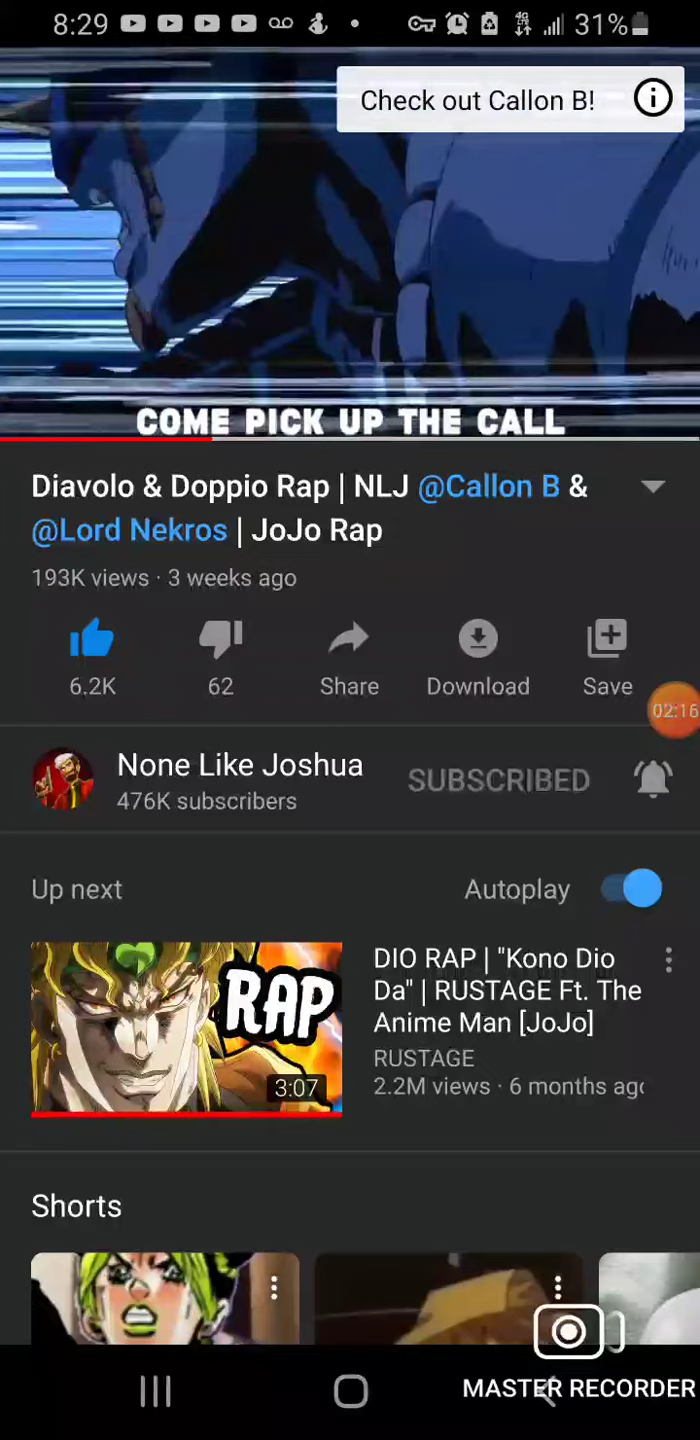 8:29
31%
Check out Callon B!
COME PICK UP THE CALL
Diavolo & Doppio Rap | NLJ @Callon B &
@Lord Nekros | JoJo Rap
193K views · 3 weeks ago
6.2K
62
Share
Download
Save
02:16
None Like Joshua
SUBSCRIBED
476K subscribers
Up next
Autoplay
RAP
3:07
DIO RAP | "Kono Dio
Da" | RUSTAGE Ft. The
Anime Man [JoJo]
RUSTAGE
2.2M views · 6 months ago
Shorts
MASTER RECORDER